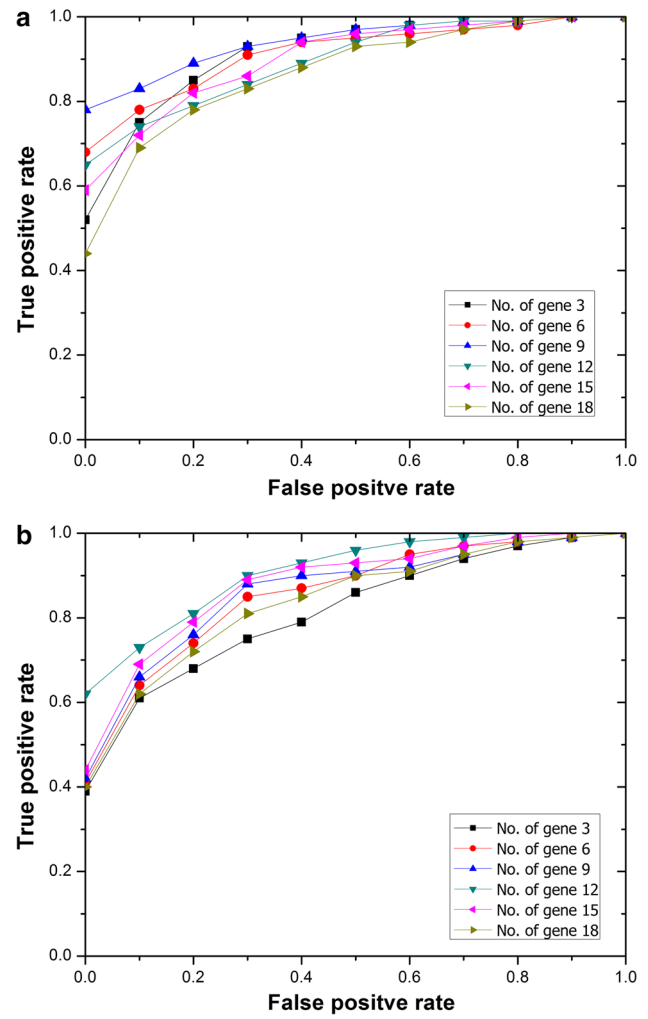 a
1.0
0.8
0.6
0.4
0.2
0.0
True positive rate
No. of gene 3
No. of gene 6
No. of gene 9
No. of gene 12
No. of gene 15
No. of gene 18
0.0 0.2 0.4 0.6 0.8 1.0
False positve rate
b
1.0
0.8
0.6
0.4
0.2
0.0
True positive rate
No. of gene 3
No. of gene 6
No. of gene 9
No. of gene 12
No. of gene 15
No. of gene 18
0.0 0.2 0.4 0.6 0.8 1.0
False positve rate